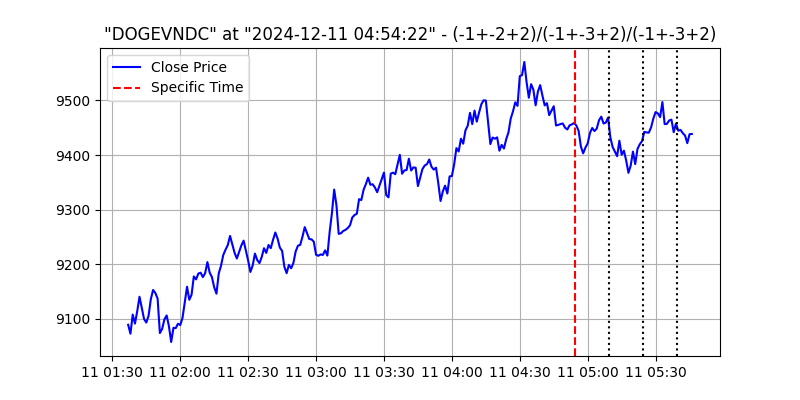 "DOGEVNDC" at "2024-12-11 04:54:22" - (-1+-2+2)/(-1+-3+2)/(-1+-3+2)
Close Price
Specific Time
9500
9400
9300
9200
9100
11 01:30 11 02:00 11 02:30 11 03:00 11 03:30 11 04:00 11 04:30 11 05:00 11 05:30